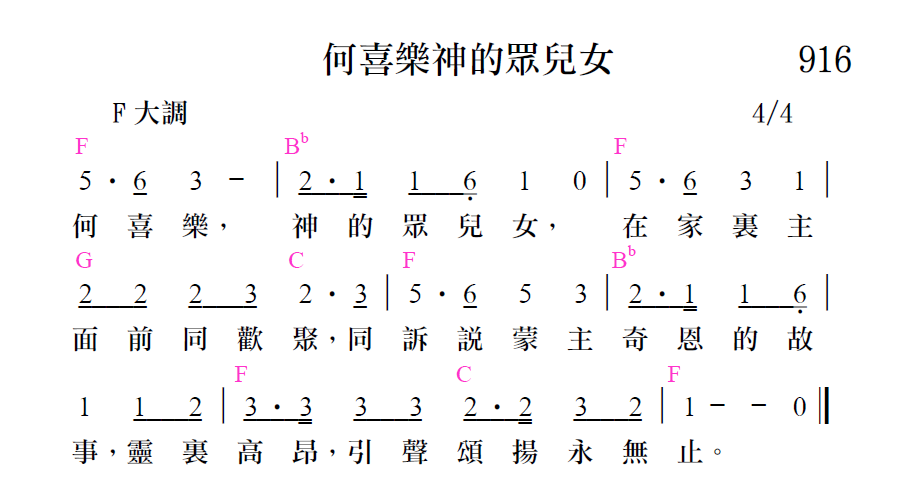 何喜樂神的眾兒女 916
F 大調 4/4
F Bb F
5 · 6 3 － | 2 · 1 1 6 1 0 | 5 · 6 3 1 |
何喜樂，神的眾兒女，在家裏主
G C F Bb
2 2 2 3 2 · 3 | 5 · 6 5 3 | 2 · 1 1 6 |
面前同歡聚，同訴説蒙主奇恩的故
F C F
1 1 2 | 3 · 3 3 3 2 · 2 3 2 | 1 － － 0 ||
事，靈裏高昂，引聲頌揚永無止。